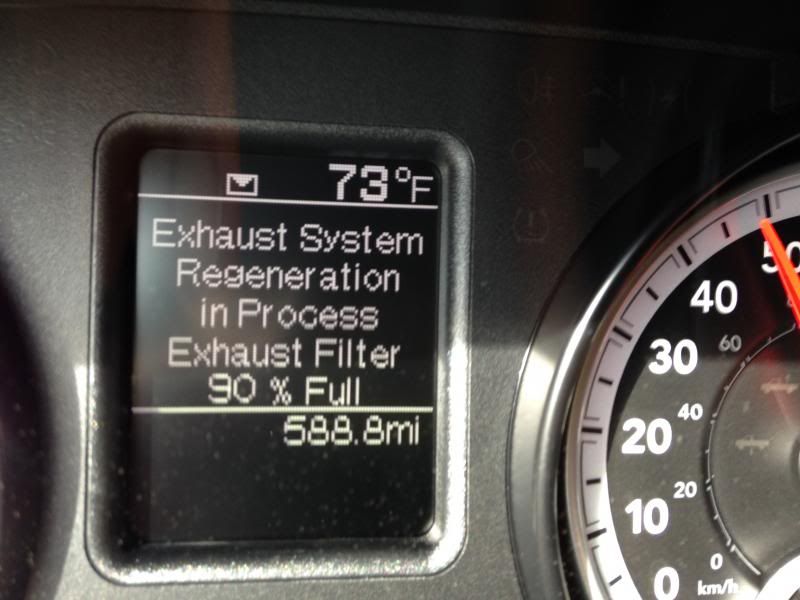 73°F
Exhaust System
Regeneration
in Process
Exhaust Filter
90 % Full
588.8mi
50
40
30
20
10
0
60
40
20
0
km/h